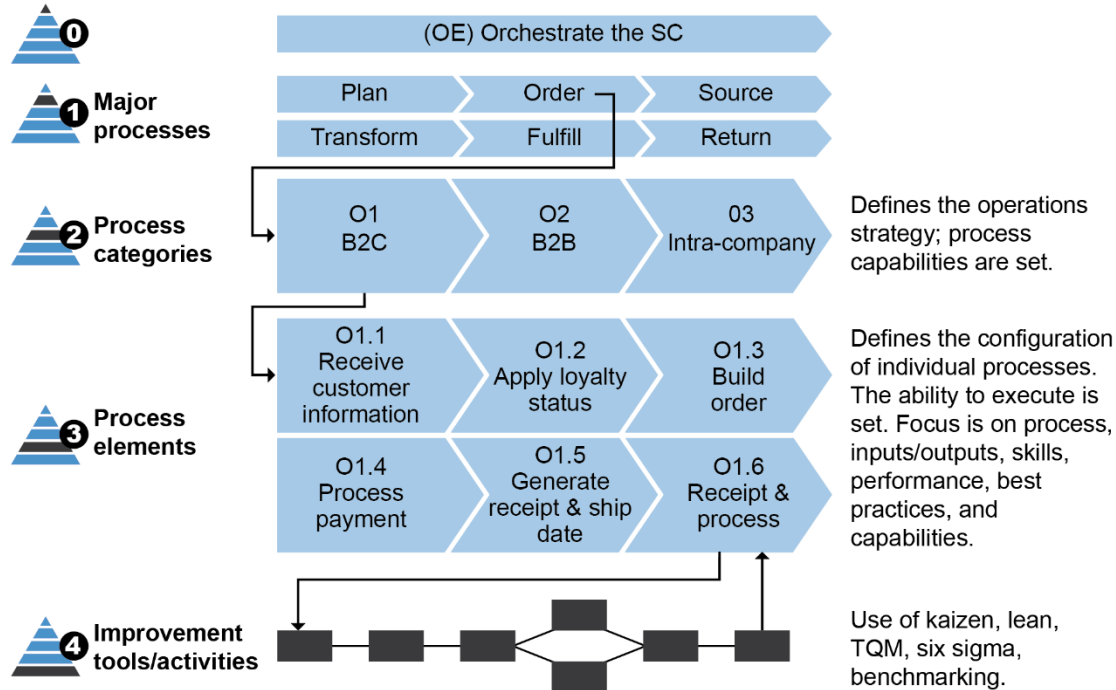 0
(OE) Orchestrate the SC
1
Major
processes
Plan
Order
Source
Transform
Fulfill
Return
2
Process
categories
O1
B2C
O2
B2B
03
Intra-company
Defines the operations
strategy; process
capabilities are set.
3
Process
elements
O1.1
Receive
customer
information
O1.2
Apply loyalty
status
O1.3
Build
order
O1.4
Process
payment
O1.5
Generate
receipt & ship
date
O1.6
Receipt &
process
Defines the configuration
of individual processes.
The ability to execute is
set. Focus is on process,
inputs/outputs, skills,
performance, best
practices, and
capabilities.
4
Improvement
tools/activities
Use of kaizen, lean,
TQM, six sigma,
benchmarking.